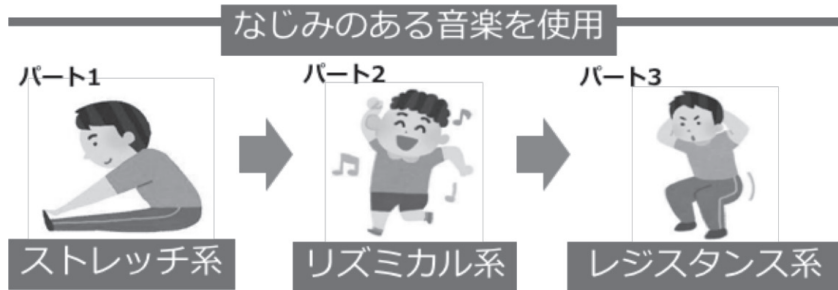 なじみのある音楽を使用
パート1
パート2
パート3
ストレッチ系
リズミカル系
レジスタンス系